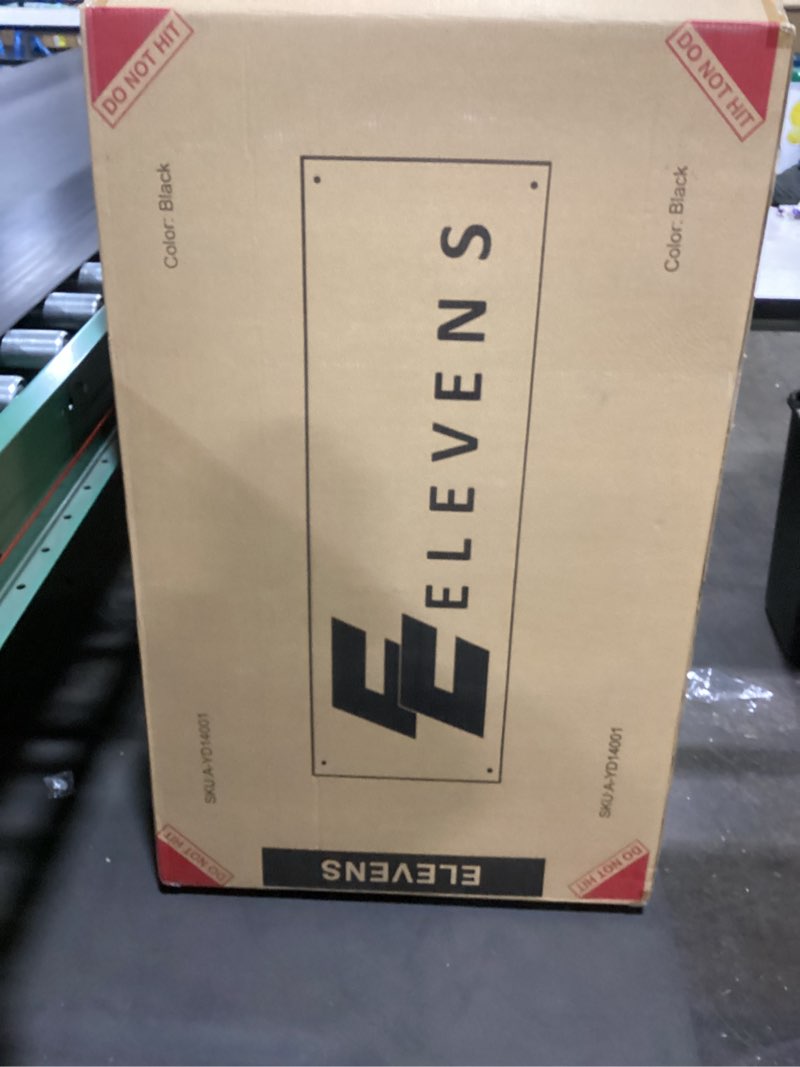 DO NOT HIT
DO NOT HIT
Color: Black
Color: Black
ELEVENS
SKU:A-YD14001
SKU:A-YD14001
DO NOT HIT
ELEVENS
DO NOT HIT